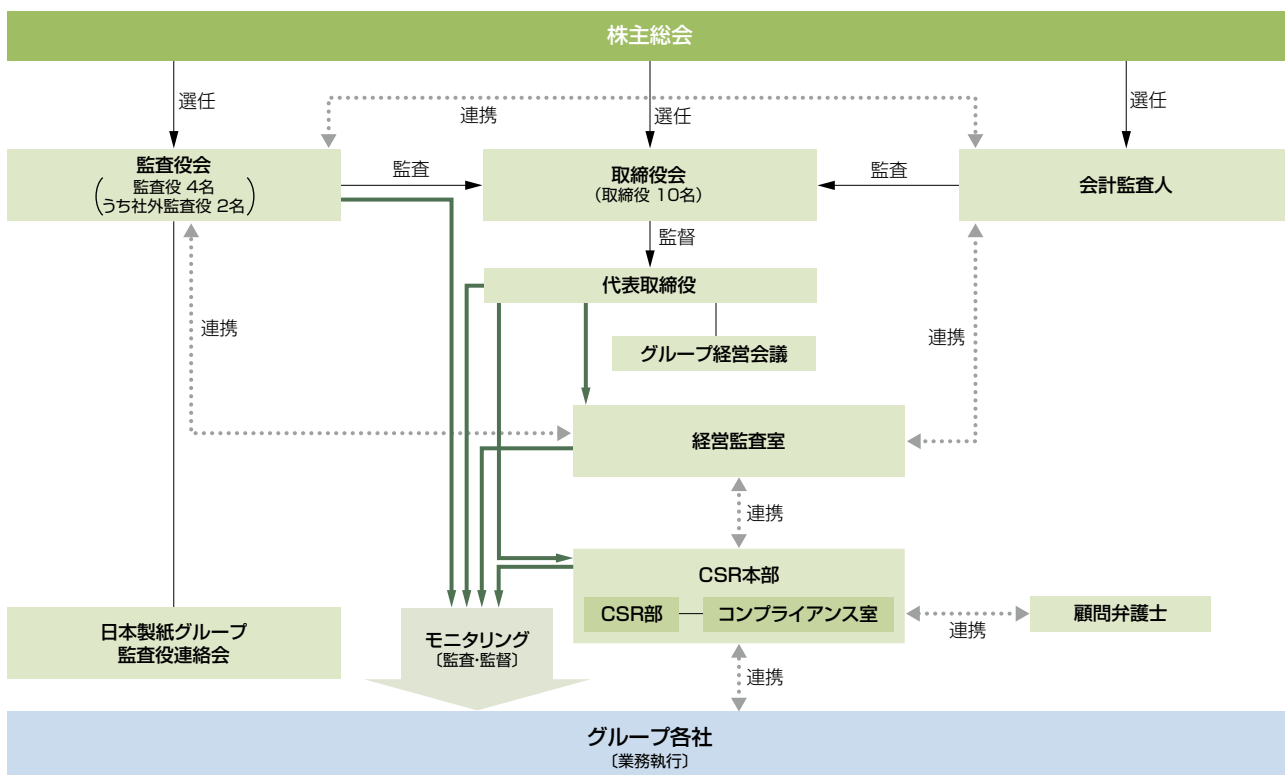 株主総会
選任
連携
選任
選任
監査役会
監査役 4名
うち社外監査役 2名
監査
取締役会
(取締役 10名)
監査
会計監査人
監督
代表取締役
連携
グループ経営会議
連携
経営監査室
連携
CSR本部
CSR部
コンプライアンス室
連携
顧問弁護士
日本製紙グループ
監査役連絡会
モニタリング
〔監査・監督〕
連携
グループ各社
〔業務執行〕